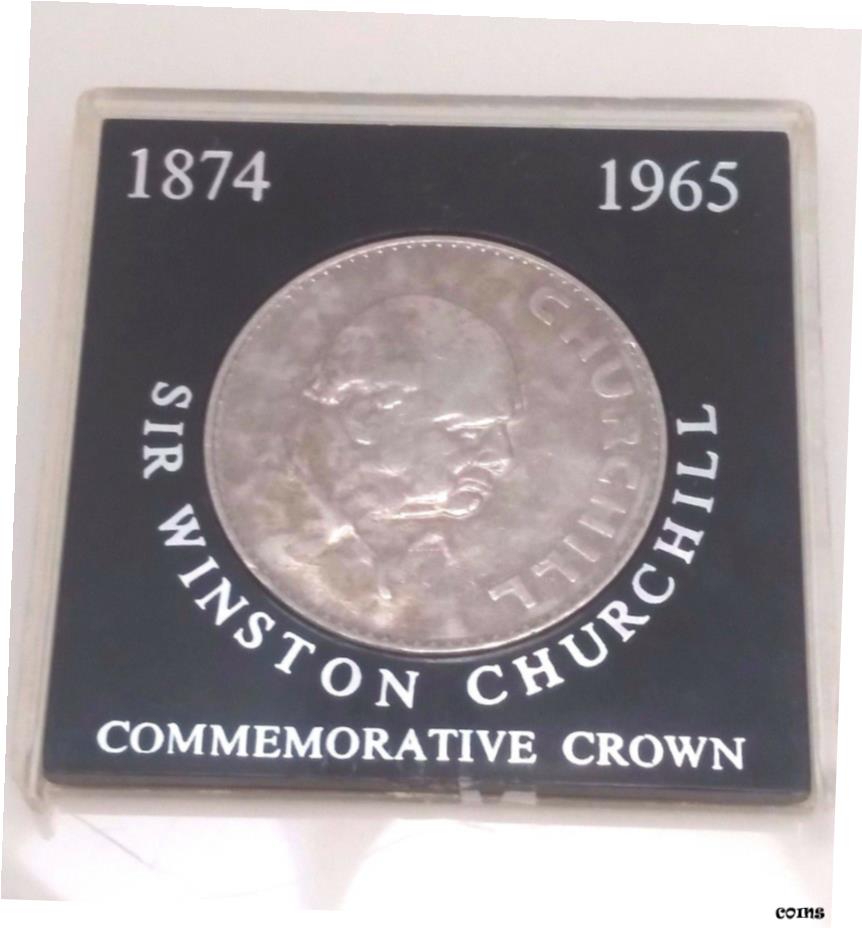 1874 1965
CHURCHILL
SIR WINSTON CHURCHILL
COMMEMORATIVE CROWN
coins